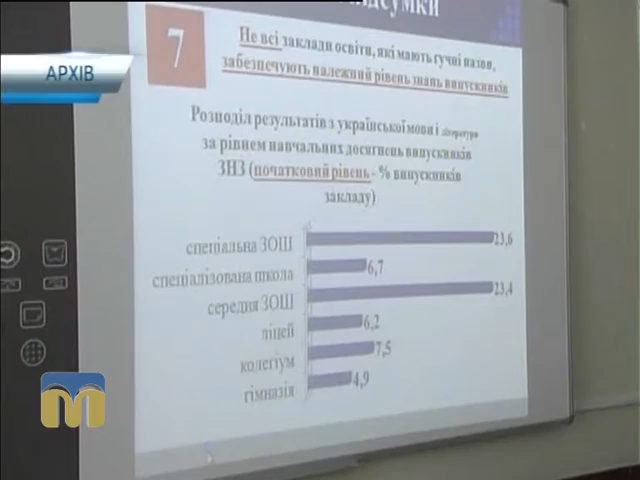 підсумки
АРХІВ
7
Не всі заклади освіти, які мають гучні назви,
забезпечують належний рівень знань випускників
Розподіл результатів з української мови і літератури
за рівнем навчальних досягнень випускників
ЗНЗ (початковий рівень - % випускників
закладу)
спеціальна ЗОШ 23,6
спеціалізована школа 6,7
середня ЗОШ 23,4
ліцей 6,2
колегіум 7,5
гімназія 4,9